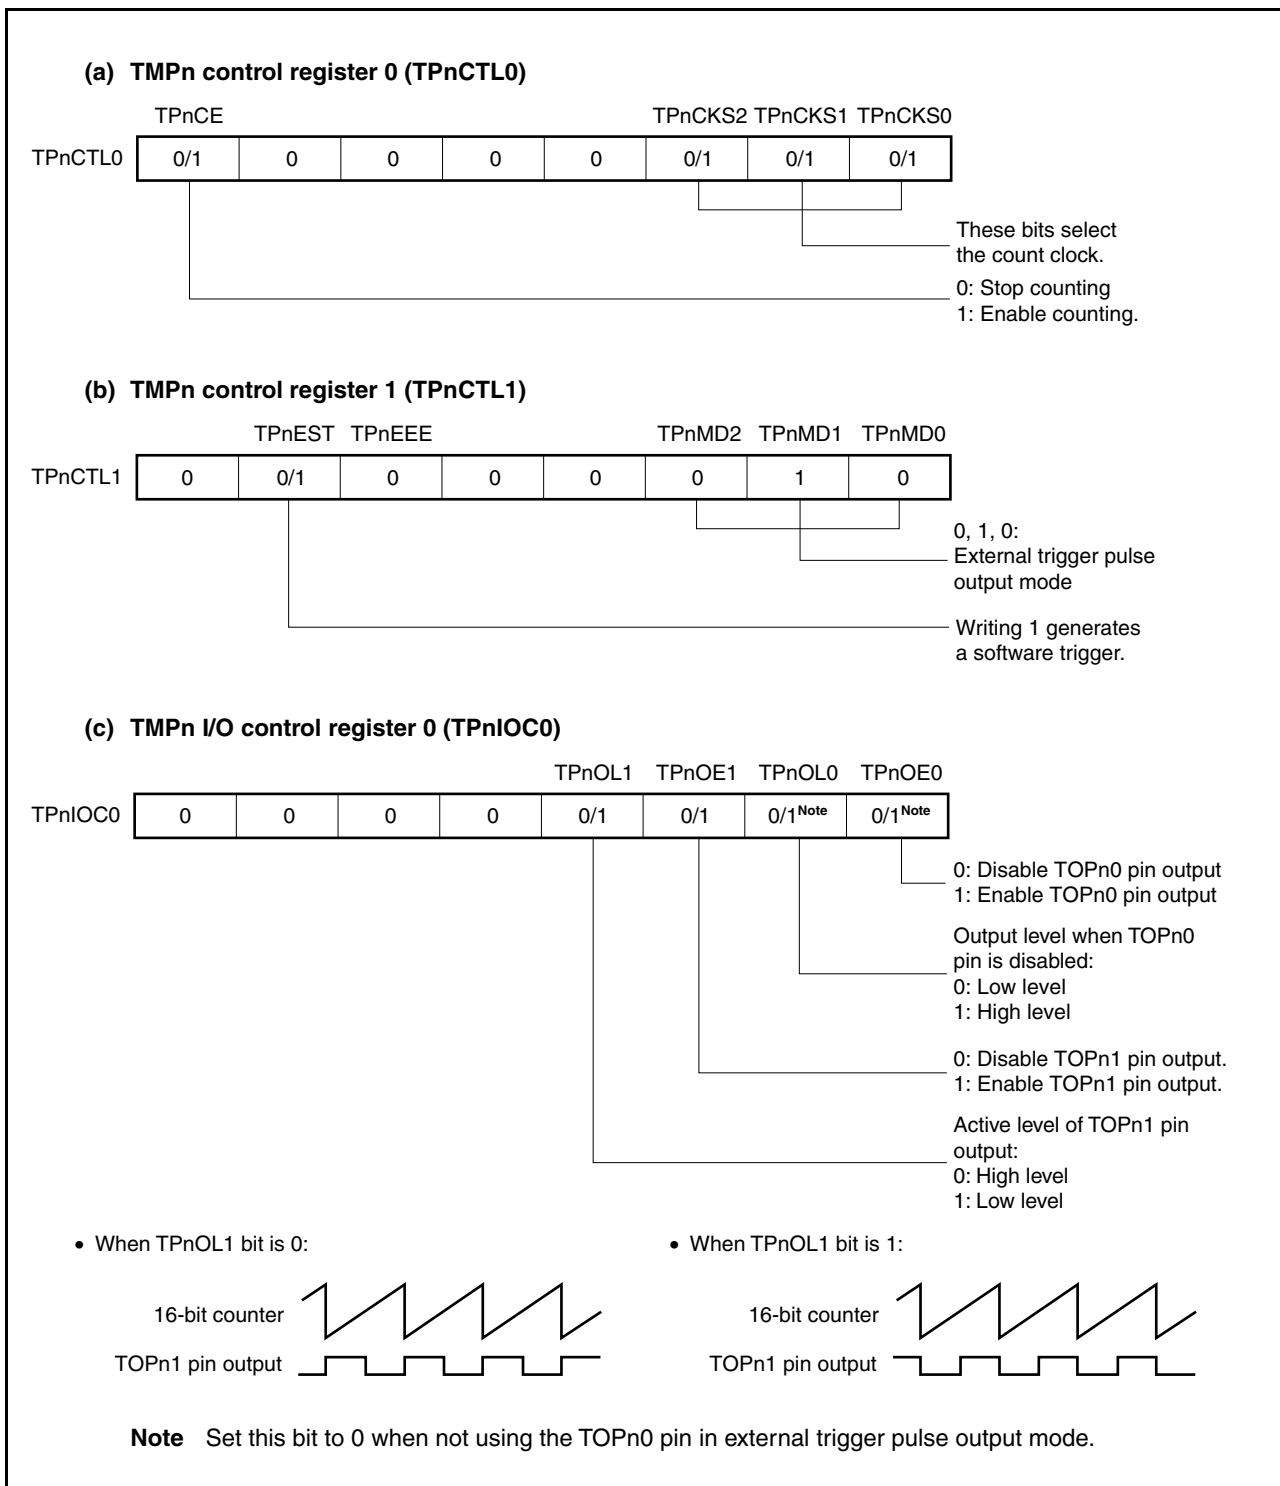 (a) TMPn control register 0 (TPnCTL0)
TPnCE TPnCKS2 TPnCKS1 TPnCKS0
TPnCTL0 0/1 0 0 0 0 0/1 0/1 0/1
These bits select
the count clock.
0: Stop counting
1: Enable counting.
(b) TMPn control register 1 (TPnCTL1)
TPnEST TPnEEE TPnMD2 TPnMD1 TPnMD0
TPnCTL1 0 0/1 0 0 0 0 1 0
0, 1, 0:
External trigger pulse
output mode
Writing 1 generates
a software trigger.
(c) TMPn I/O control register 0 (TPnIOC0)
TPnOL1 TPnOE1 TPnOL0 TPnOE0
TPnIOC0 0 0 0 0 0/1 0/1 0/1Note 0/1Note
0: Disable TOPn0 pin output
1: Enable TOPn0 pin output
Output level when TOPn0
pin is disabled:
0: Low level
1: High level
0: Disable TOPn1 pin output.
1: Enable TOPn1 pin output.
Active level of TOPn1 pin
output:
0: High level
1: Low level
• When TPnOL1 bit is 0:
16-bit counter
TOPn1 pin output
• When TPnOL1 bit is 1:
16-bit counter
TOPn1 pin output
Note Set this bit to 0 when not using the TOPn0 pin in external trigger pulse output mode.